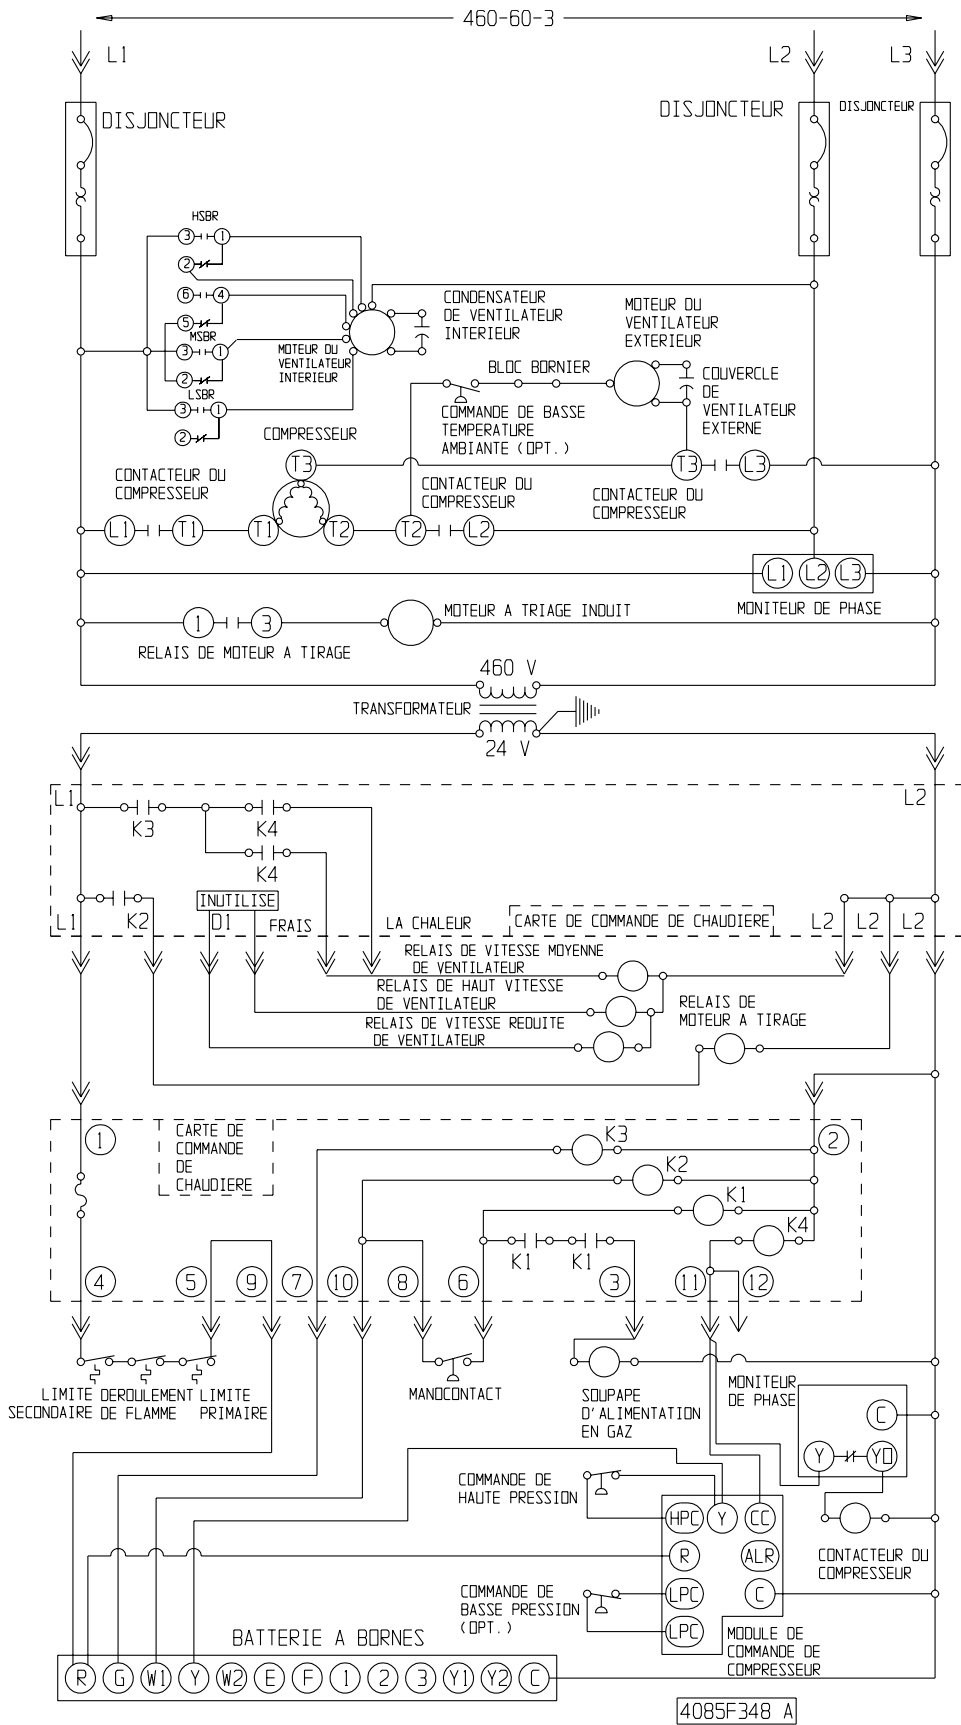 460-60-3
L1
L2
L3
DISJONCTEUR
DISJONCTEUR
DISJONCTEUR
HSBR
3 1
2
6 4
5
MSBR
3 1
2
LSBR
3 1
2
MOTEUR DU
VENTILATEUR
INTERIEUR
CONDENSATEUR
DE VENTILATEUR
INTERIEUR
MOTEUR DU
VENTILATEUR
EXTERIEUR
BLOC BORNIER
COUVERCLE
DE
VENTILATEUR
EXTERNE
COMMANDE DE BASSE
TEMPERATURE
AMBIANTE (OPT.)
COMPRESSEUR
T3
T3 L3
CONTACTEUR DU
COMPRESSEUR
CONTACTEUR DU
COMPRESSEUR
CONTACTEUR DU
COMPRESSEUR
L1 T1 T1 T2 T2 L2
L1 L2 L3
MONITEUR DE PHASE
1 3
MOTEUR A TRIAGE INDUIT
RELAIS DE MOTEUR A TIRAGE
460 V
TRANSFORMATEUR
24 V
L1
L2
K3
K4
K4
K2
L1
INUTILISE
D1
FRAIS
LA CHALEUR
CARTE DE COMMANDE DE CHAUDIERE
L2 L2 L2
RELAIS DE VITESSE MOYENNE
DE VENTILATEUR
RELAIS DE HAUT VITESSE
DE VENTILATEUR
RELAIS DE VITESSE REDUITE
DE VENTILATEUR
RELAIS DE
MOTEUR A TIRAGE
1
CARTE DE
COMMANDE
DE
CHAUDIERE
2
K3
K2
K1
K4
K1 K1
4 5 9 7 10 8 6 3 11 12
LIMITE
SECONDAIRE
DEROULEMENT
DE FLAMME
LIMITE
PRIMAIRE
MANOCONTACT
SOUPAPE
D'ALIMENTATION
EN GAZ
MONITEUR
DE PHASE
C
Y YO
COMMANDE DE
HAUTE PRESSION
HPC Y CC
R ALR
LPC C
LPC
CONTACTEUR DU
COMPRESSEUR
COMMANDE DE
BASSE PRESSION
(OPT.)
MODULE DE
COMMANDE DE
COMPRESSEUR
BATTERIE A BORNES
R G W1 Y W2 E F 1 2 3 Y1 Y2 C
4085F348 A